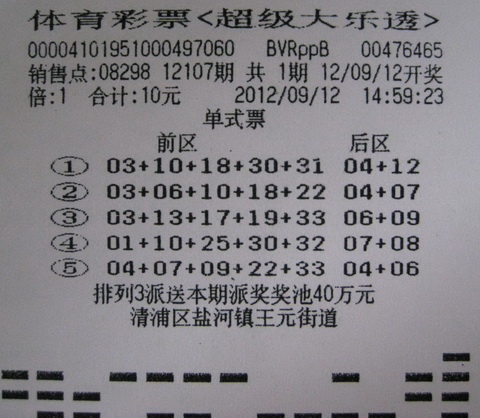 体育彩票<超级大乐透>
00004101951000497060 BVRppB 00476465
销售点:08298 12107期 共 1期 12/09/12开奖
倍:1 合计:10元 2012/09/12 14:59:23
单式票
前区 后区
① 03+10+18+30+31 04+12
② 03+06+10+18+22 04+07
③ 03+13+17+19+33 06+09
④ 01+10+25+30+32 07+08
⑤ 04+07+09+22+33 04+06
排列3派送本期派奖奖池40万元
清浦区盐河镇王元街道